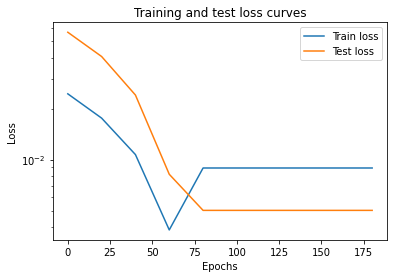 Training and test loss curves
Train loss
Test loss
Loss
10⁻²
0 25 50 75 100 125 150 175
Epochs